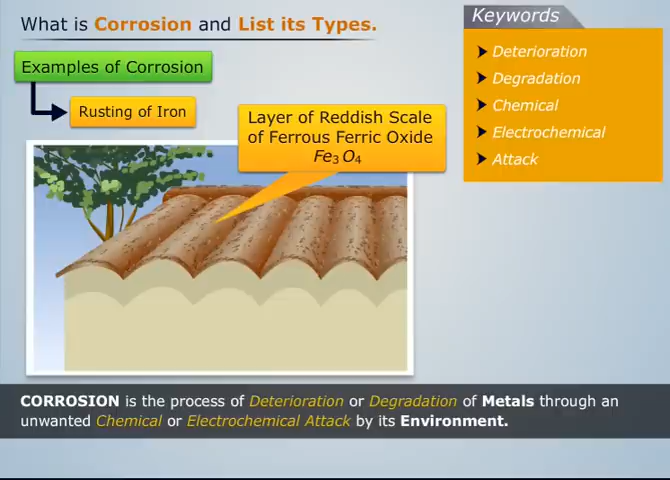 What is Corrosion and List its Types.
Keywords
Deterioration
Degradation
Chemical
Electrochemical
Attack
Examples of Corrosion
Rusting of Iron
Layer of Reddish Scale
of Ferrous Ferric Oxide
Fe₃O₄
CORROSION is the process of Deterioration or Degradation of Metals through an
unwanted Chemical or Electrochemical Attack by its Environment.